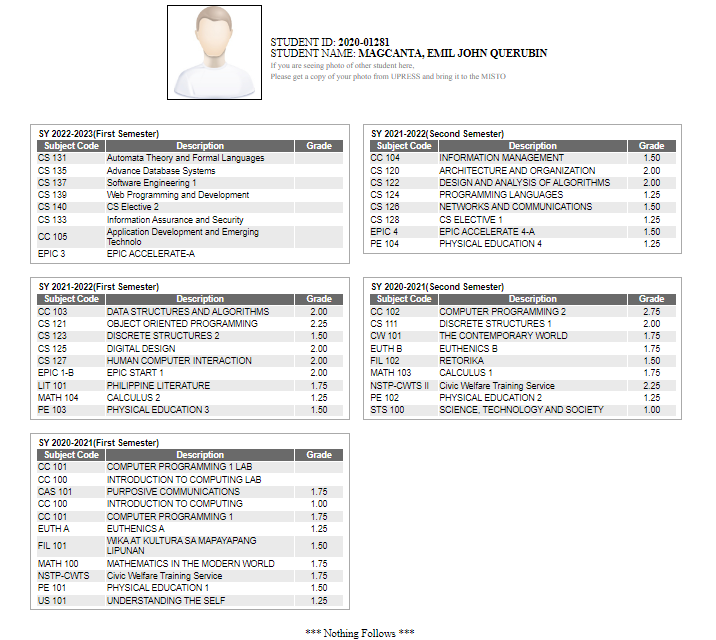 STUDENT ID: 2020-01281
STUDENT NAME: MAGCANTA, EMIL JOHN QUERUBIN
If you are seeing photo of other student here,
Please get a copy of your photo from UPRESS and bring it to the MISTO
SY 2022-2023(First Semester)
Subject Code Description Grade
CS 131 Automata Theory and Formal Languages
CS 135 Advance Database Systems
CS 137 Software Engineering 1
CS 139 Web Programming and Development
CS 140 CS Elective 2
CS 133 Information Assurance and Security
CC 105 Application Development and Emerging
Technolo
EPIC 3 EPIC ACCELERATE-A
SY 2021-2022(Second Semester)
Subject Code Description Grade
CC 104 INFORMATION MANAGEMENT 1.50
CS 120 ARCHITECTURE AND ORGANIZATION 2.00
CS 122 DESIGN AND ANALYSIS OF ALGORITHMS 2.00
CS 124 PROGRAMMING LANGUAGES 1.25
CS 126 NETWORKS AND COMMUNICATIONS 1.50
CS 128 CS ELECTIVE 1 1.25
EPIC 4 EPIC ACCELERATE 4-A 1.50
PE 104 PHYSICAL EDUCATION 4 1.25
SY 2021-2022(First Semester)
Subject Code Description Grade
CC 103 DATA STRUCTURES AND ALGORITHMS 2.00
CS 121 OBJECT ORIENTED PROGRAMMING 2.25
CS 123 DISCRETE STRUCTURES 2 1.50
CS 125 DIGITAL DESIGN 2.00
CS 127 HUMAN COMPUTER INTERACTION 2.00
EPIC 1-B EPIC START 1 2.00
LIT 101 PHILIPPINE LITERATURE 1.75
MATH 104 CALCULUS 2 1.25
PE 103 PHYSICAL EDUCATION 3 1.50
SY 2020-2021(Second Semester)
Subject Code Description Grade
CC 102 COMPUTER PROGRAMMING 2 2.75
CS 111 DISCRETE STRUCTURES 1 2.00
CW 101 THE CONTEMPORARY WORLD 1.75
EUTH B EUTHENICS B 1.75
FIL 102 RETORIKA 1.50
MATH 103 CALCULUS 1 1.75
NSTP-CWTS II Civic Welfare Training Service 2.25
PE 102 PHYSICAL EDUCATION 2 1.25
STS 100 SCIENCE, TECHNOLOGY AND SOCIETY 1.00
SY 2020-2021(First Semester)
Subject Code Description Grade
CC 101 COMPUTER PROGRAMMING 1 LAB
CC 100 INTRODUCTION TO COMPUTING LAB
CAS 101 PURPOSIVE COMMUNICATIONS 1.75
CC 100 INTRODUCTION TO COMPUTING 1.00
CC 101 COMPUTER PROGRAMMING 1 1.75
EUTH A EUTHENICS A 1.25
FIL 101 WIKA AT KULTURA SA MAPAYAPANG
LIPUNAN 1.50
MATH 100 MATHEMATICS IN THE MODERN WORLD 1.75
NSTP-CWTS Civic Welfare Training Service 1.75
PE 101 PHYSICAL EDUCATION 1 1.50
US 101 UNDERSTANDING THE SELF 1.25
*** Nothing Follows ***